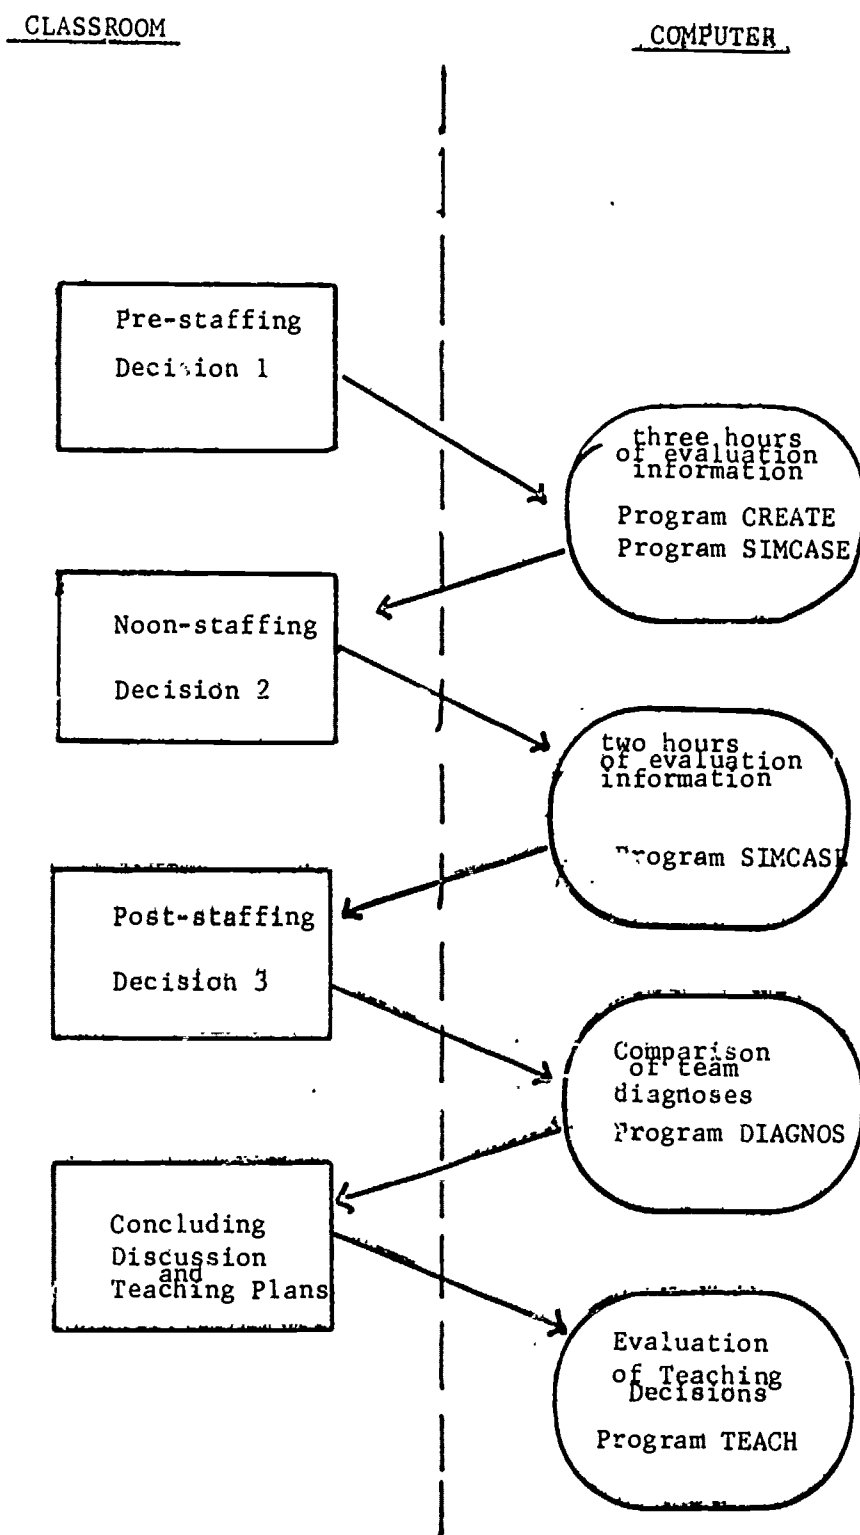 CLASSROOM
COMPUTER
Pre-staffing
Decision 1
three hours
of evaluation
information
Program CREATE
Program SIMCASE
Noon-staffing
Decision 2
two hours
of evaluation
information
Program SIMCASE
Post-staffing
Decision 3
Comparison
of team
diagnoses
Program DIAGNOS
Concluding
Discussion
and
Teaching Plans
Evaluation
of Teaching
Decisions
Program TEACH